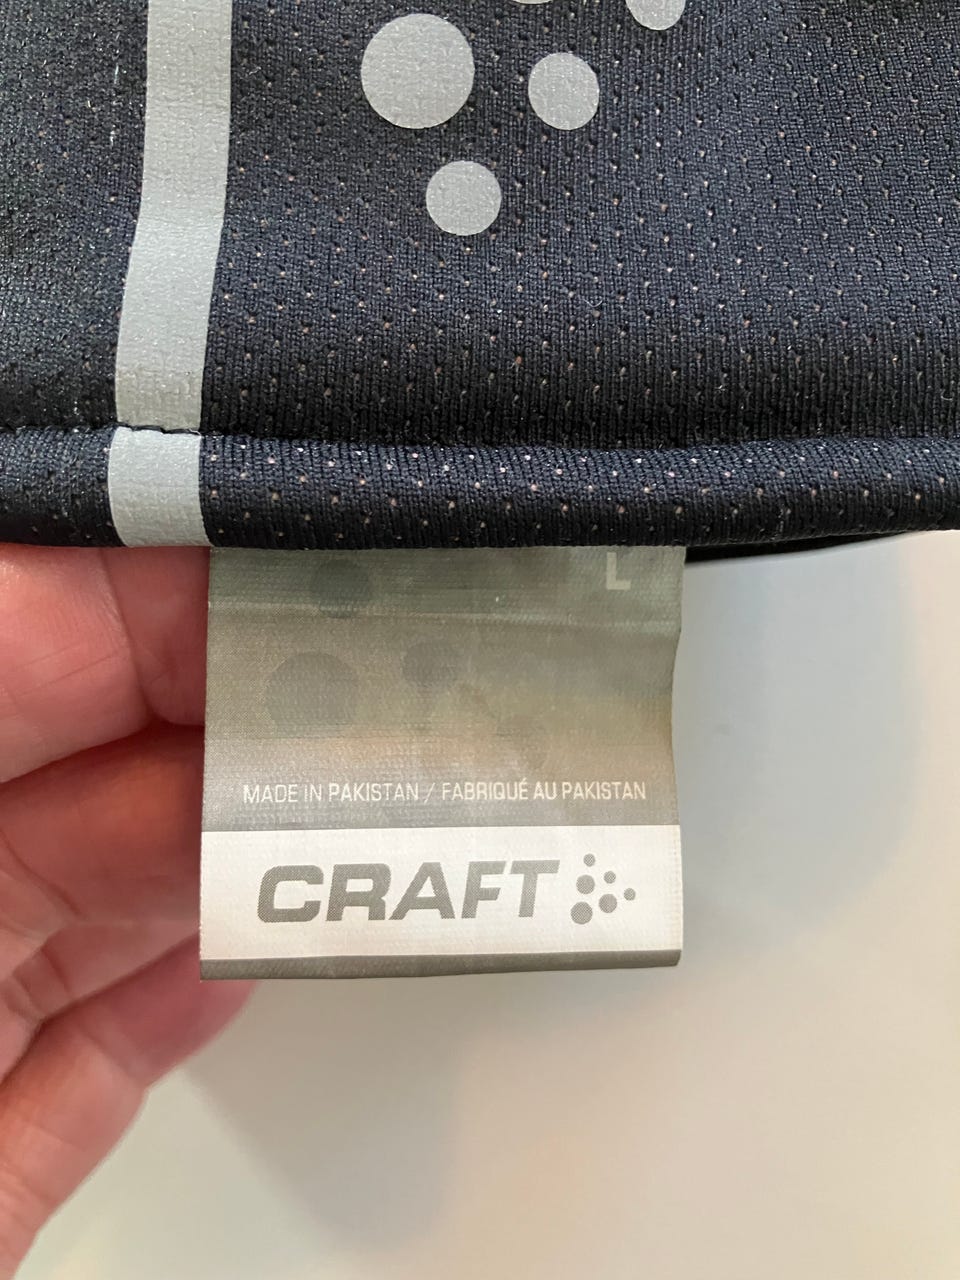 L
MADE IN PAKISTAN / FABRIQUÉ AU PAKISTAN
CRAFT